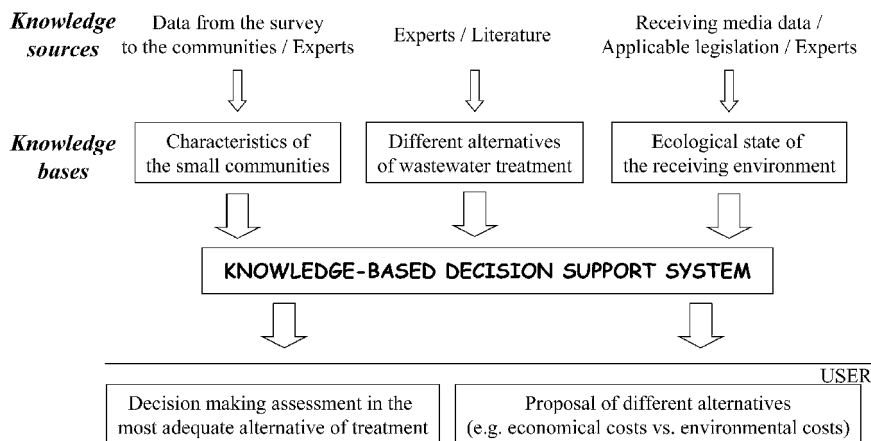 Knowledge
sources
Data from the survey
to the communities / Experts
Experts / Literature
Receiving media data /
Applicable legislation / Experts
Knowledge
bases
Characteristics of
the small communities
Different alternatives
of wastewater treatment
Ecological state of
the receiving environment
KNOWLEDGE-BASED DECISION SUPPORT SYSTEM
USER
Decision making assessment in the
most adequate alternative of treatment
Proposal of different alternatives
(e.g. economical costs vs. environmental costs)